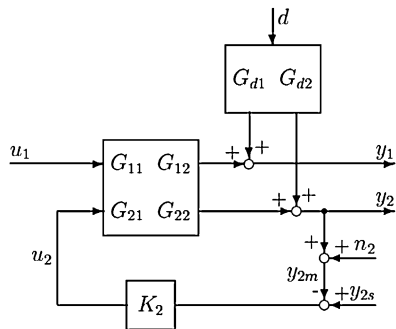 d
G_{d1} G_{d2}
+ +
u_1 G_{11} G_{12} y_1
+ +
G_{21} G_{22} y_2
u_2
+ + n_2
y_{2m}
K_2 - + y_{2s}